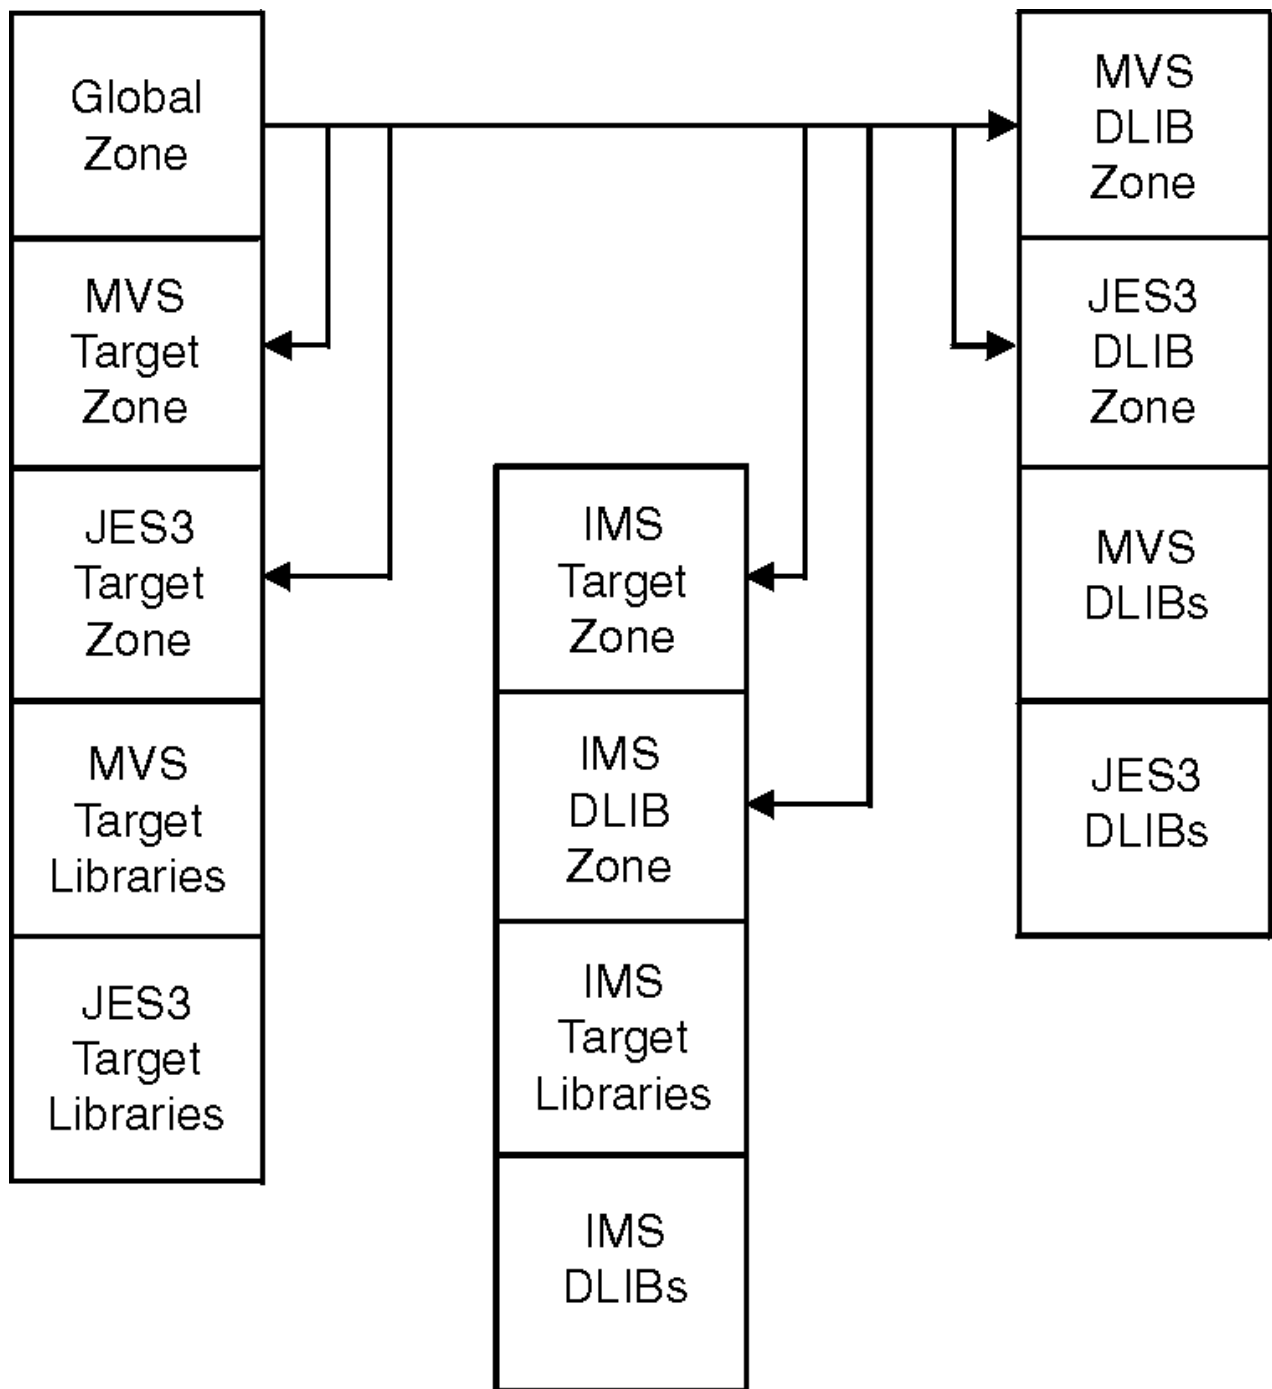 Global
Zone
MVS
Target
Zone
JES3
Target
Zone
MVS
Target
Libraries
JES3
Target
Libraries
IMS
Target
Zone
IMS
DLIB
Zone
IMS
Target
Libraries
IMS
DLIBs
MVS
DLIB
Zone
JES3
DLIB
Zone
MVS
DLIBs
JES3
DLIBs